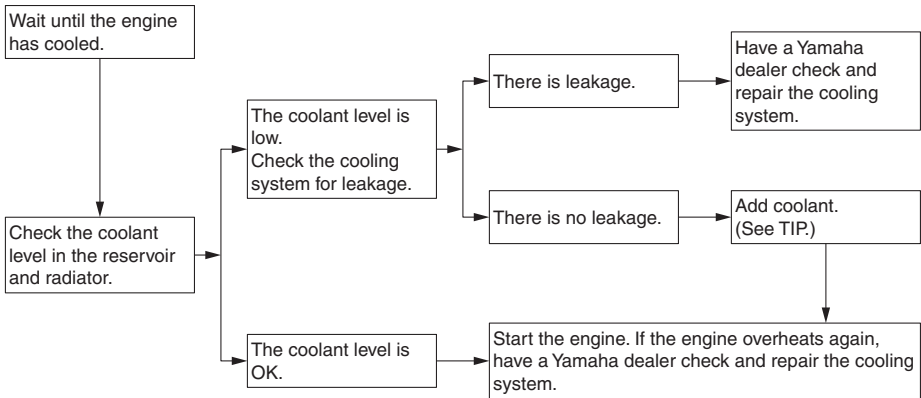 Wait until the engine
has cooled.
Check the coolant
level in the reservoir
and radiator.
The coolant level is
low.
Check the cooling
system for leakage.
The coolant level is
OK.
There is leakage.
There is no leakage.
Have a Yamaha
dealer check and
repair the cooling
system.
Add coolant.
(See TIP.)
Start the engine. If the engine overheats again,
have a Yamaha dealer check and repair the cooling
system.